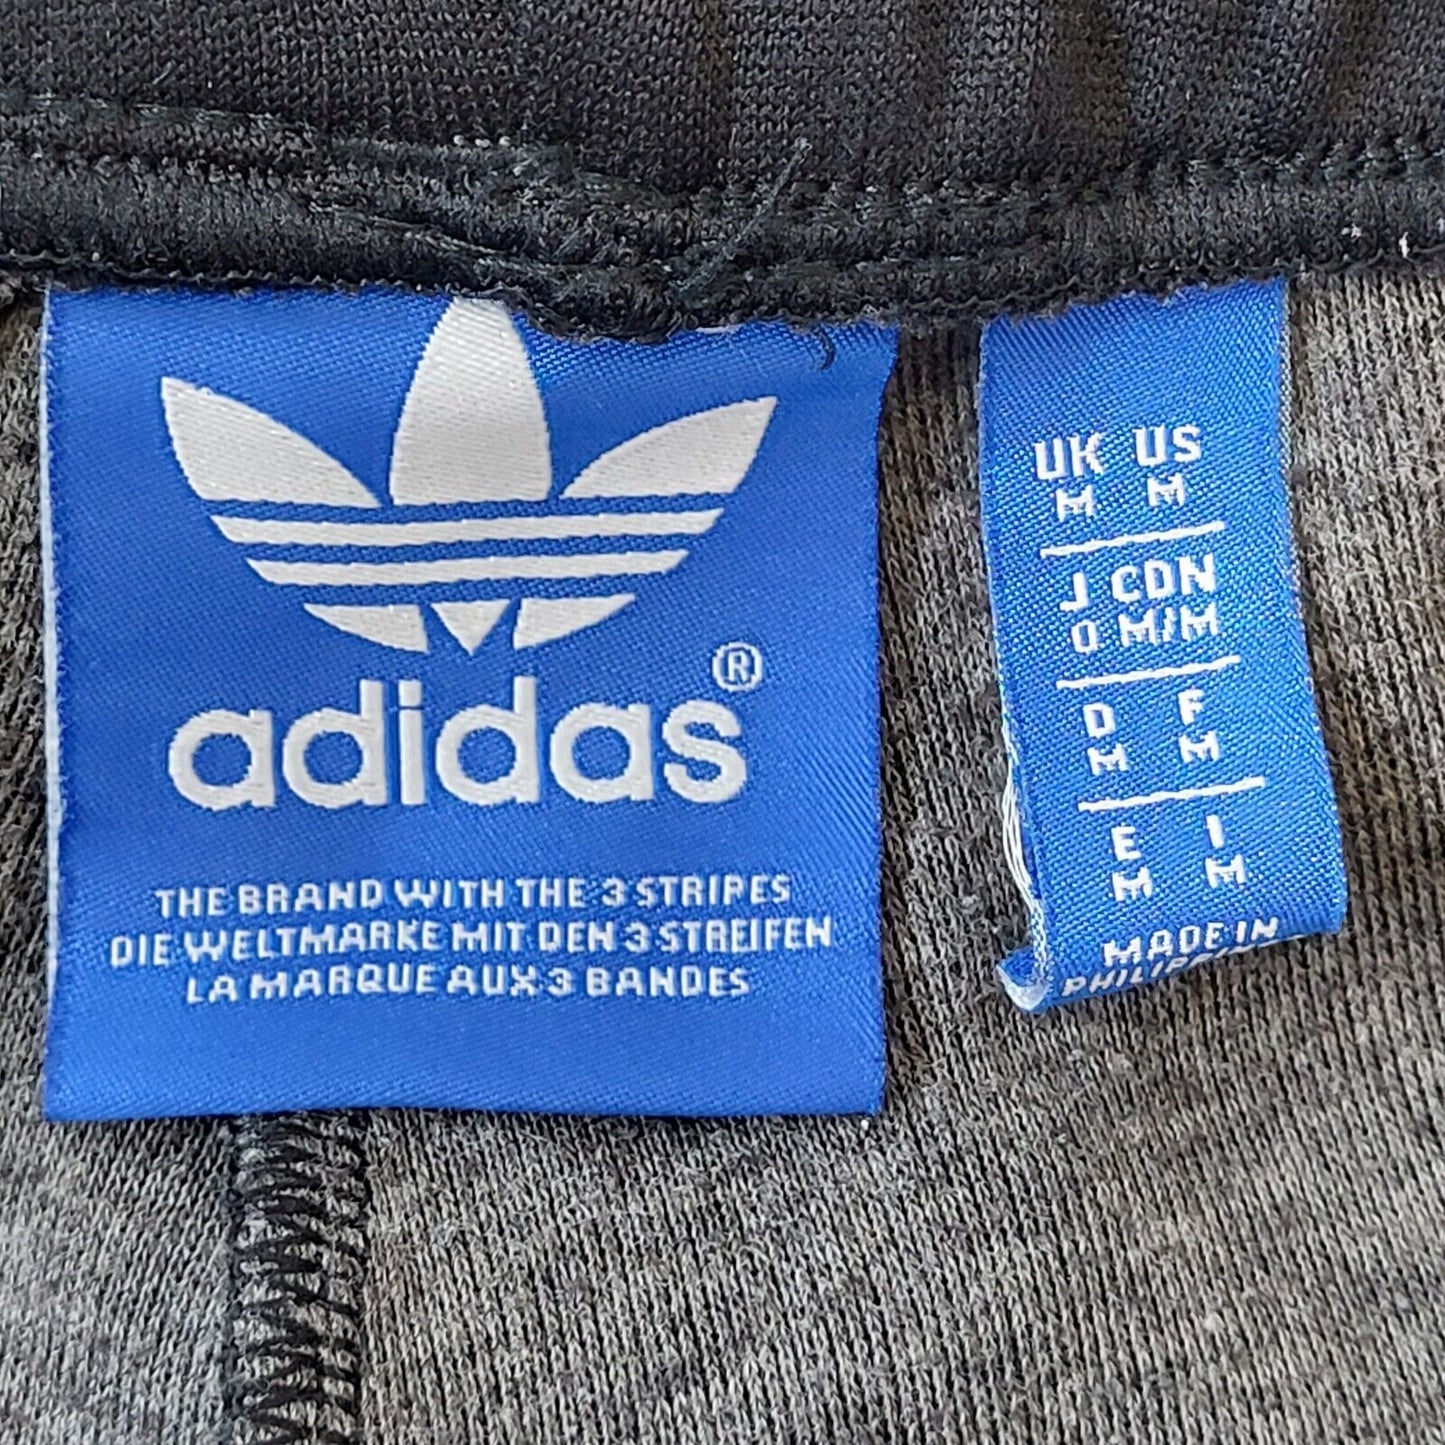 adidas®
THE BRAND WITH THE 3 STRIPES
DIE WELTMARKE MIT DEN 3 STREIFEN
LA MARQUE AUX 3 BANDES
UK US
M M
J CDN
O M/M
D F
M M
E I
M M
MADE IN